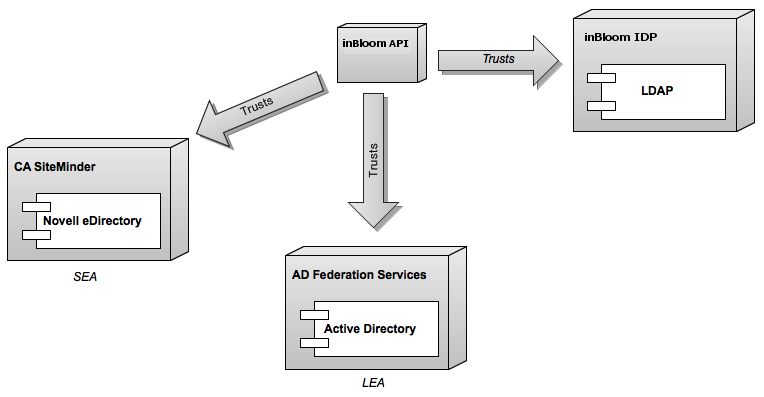 inBloom API
inBloom IDP
Trusts
LDAP
Trusts
Trusts
CA SiteMinder
Novell eDirectory
SEA
AD Federation Services
Active Directory
LEA